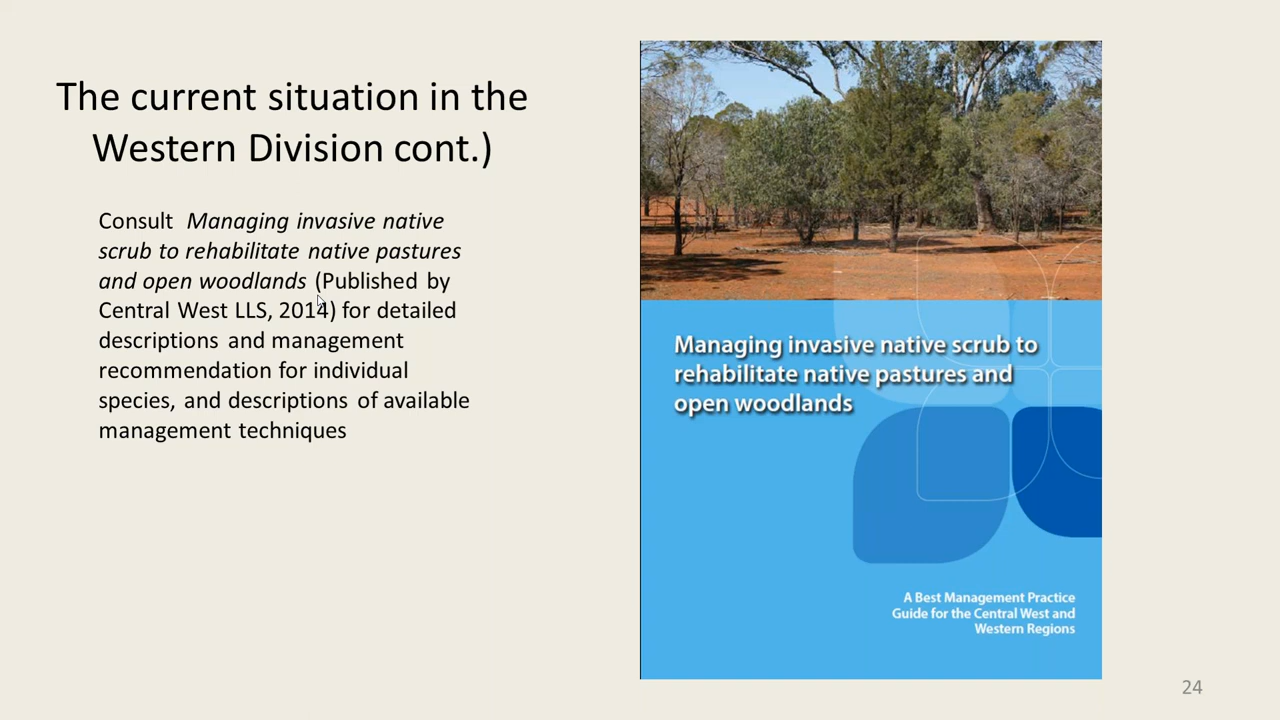 The current situation in the
Western Division cont.)
Consult Managing invasive native
scrub to rehabilitate native pastures
and open woodlands (Published by
Central West LLS, 2014) for detailed
descriptions and management
recommendation for individual
species, and descriptions of available
management techniques
Managing invasive native scrub to
rehabilitate native pastures and
open woodlands
A Best Management Practice
Guide for the Central West and
Western Regions
24